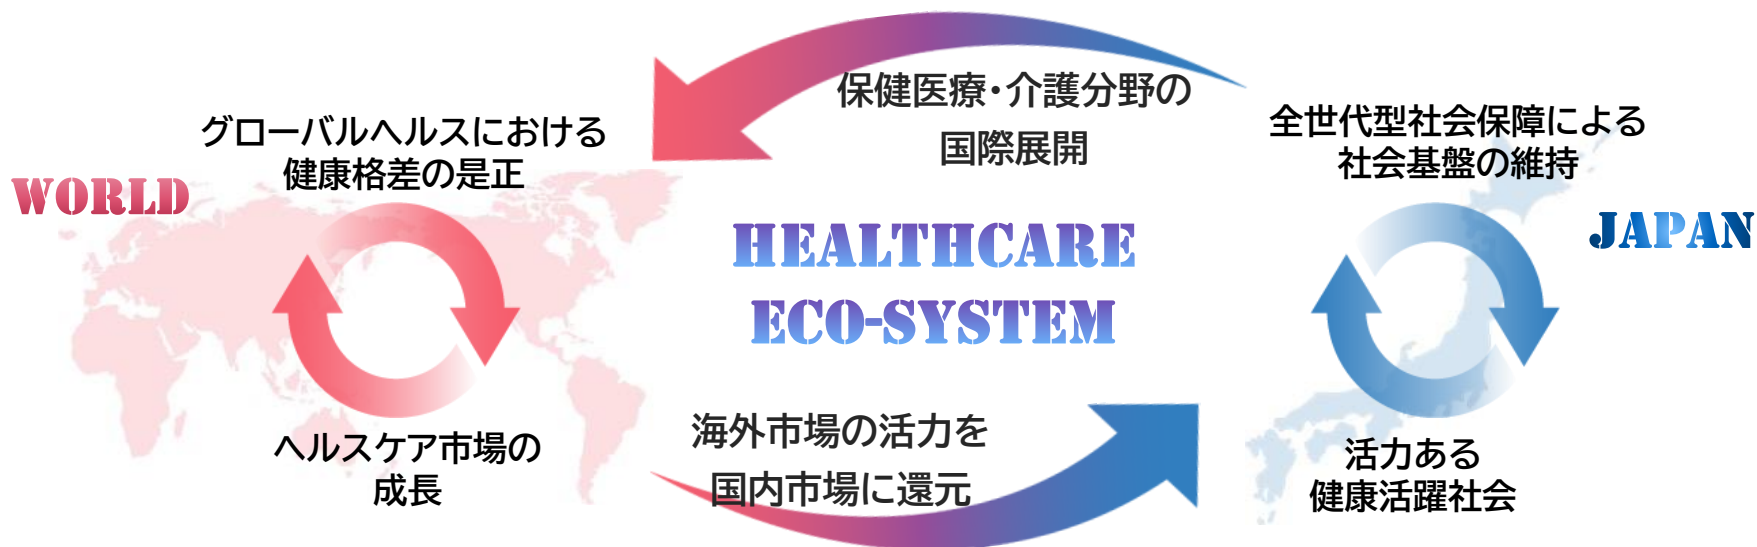 保健医療・介護分野の
国際展開
グローバルヘルスにおける
健康格差の是正
WORLD
ヘルスケア市場の
成長
HEALTHCARE
ECO-SYSTEM
全世代型社会保障による
社会基盤の維持
JAPAN
活力ある
健康活躍社会
海外市場の活力を
国内市場に還元